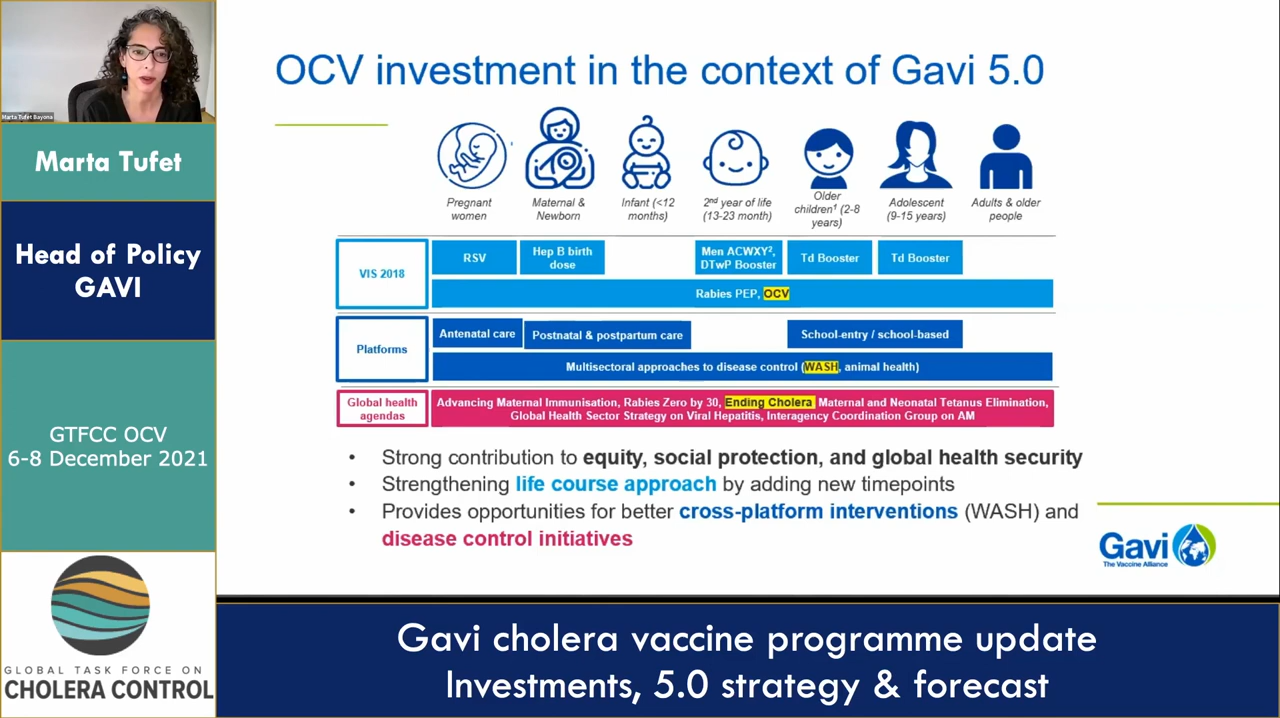 Marta Tufet Bayona
Marta Tufet
Head of Policy
GAVI
GTFCC OCV
6-8 December 2021
GLOBAL TASK FORCE ON
CHOLERA CONTROL
OCV investment in the context of Gavi 5.0
Pregnant
women
Maternal &
Newborn
Infant (<12
months)
2nd year of life
(13-23 month)
Older
children¹ (2-8
years)
Adolescent
(9-15 years)
Adults & older
people
VIS 2018
RSV
Hep B birth
dose
Men ACWXY²,
DTwP Booster
Td Booster
Td Booster
Rabies PEP, OCV
Platforms
Antenatal care
Postnatal & postpartum care
School-entry / school-based
Multisectoral approaches to disease control (WASH, animal health)
Global health
agendas
Advancing Maternal Immunisation, Rabies Zero by 30, Ending Cholera Maternal and Neonatal Tetanus Elimination,
Global Health Sector Strategy on Viral Hepatitis, Interagency Coordination Group on AM
• Strong contribution to equity, social protection, and global health security
• Strengthening life course approach by adding new timepoints
• Provides opportunities for better cross-platform interventions (WASH) and
disease control initiatives
Gavi
The Vaccine Alliance
Gavi cholera vaccine programme update
Investments, 5.0 strategy & forecast